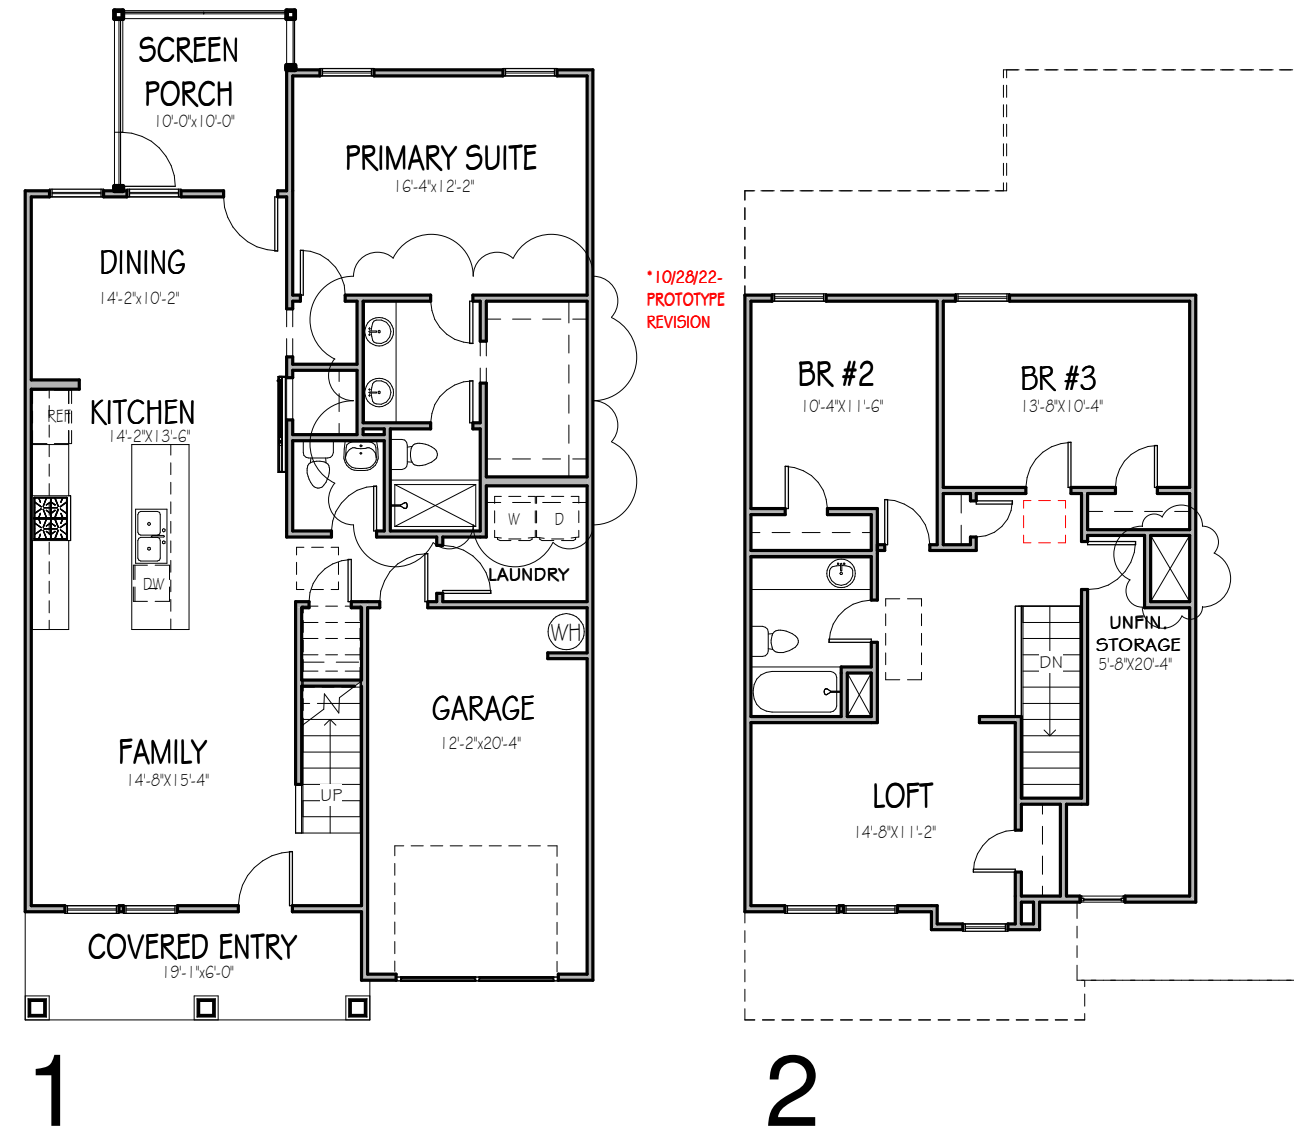 SCREEN
PORCH
10'-0"x10'-0"
PRIMARY SUITE
16'-4"x12'-2"
DINING
14'-2"x10'-2"
*10/28/22-
PROTOTYPE
REVISION
KITCHEN
14'-2"X13'-6"
REF
DW
W
D
LAUNDRY
WH
GARAGE
12'-2"x20'-4"
FAMILY
14'-8"X15'-4"
UP
COVERED ENTRY
19'-1"x6'-0"
1
BR #2
10'-4"X11'-6"
BR #3
13'-8"X10'-4"
UNFIN.
STORAGE
5'-8"X20'-4"
DN
LOFT
14'-8"X11'-2"
2